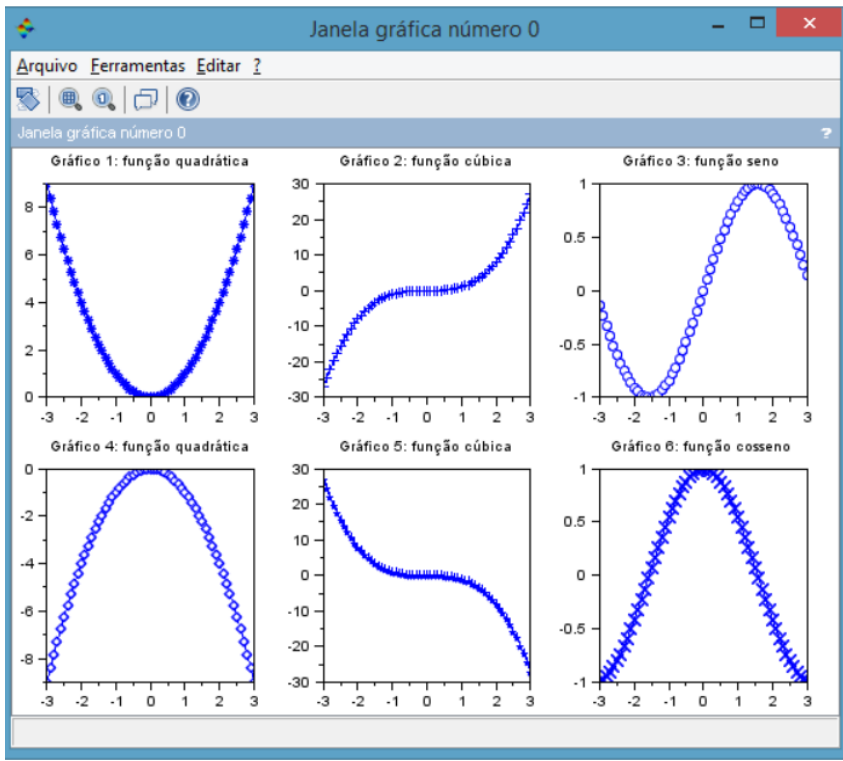 Janela gráfica número 0
Arquivo Ferramentas Editar ?
Janela gráfica número 0 ?
Gráfico 1: função quadrática
8
6
4
2
0
-3 -2 -1 0 1 2 3
Gráfico 2: função cúbica
30
20
10
0
-10
-20
-30
-3 -2 -1 0 1 2 3
Gráfico 3: função seno
1
0.5
0
-0.5
-1
-3 -2 -1 0 1 2 3
Gráfico 4: função quadrática
0
-2
-4
-6
-8
-3 -2 -1 0 1 2 3
Gráfico 5: função cúbica
30
20
10
0
-10
-20
-30
-3 -2 -1 0 1 2 3
Gráfico 6: função cosseno
1
0.5
0
-0.5
-1
-3 -2 -1 0 1 2 3